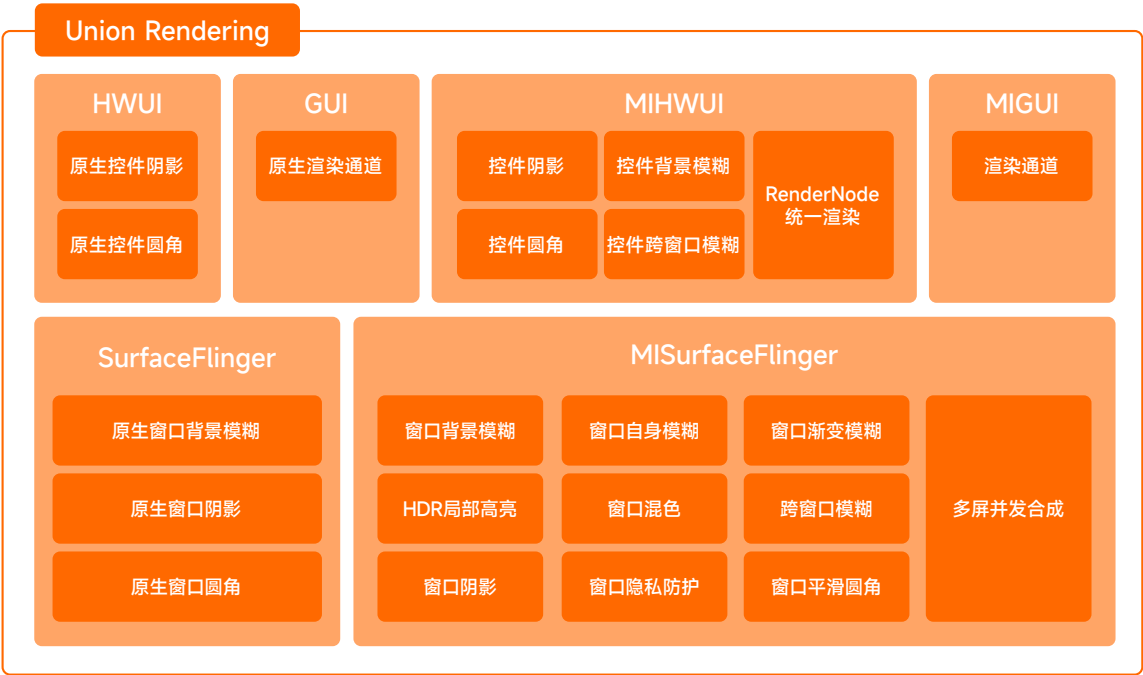 Union Rendering
HWUI
原生控件阴影
原生控件圆角
GUI
原生渲染通道
MIHWUI
控件阴影
控件背景模糊
控件圆角
控件跨窗口模糊
RenderNode
统一渲染
MIGUI
渲染通道
SurfaceFlinger
原生窗口背景模糊
原生窗口阴影
原生窗口圆角
MISurfaceFlinger
窗口背景模糊
窗口自身模糊
窗口渐变模糊
HDR局部高亮
窗口混色
跨窗口模糊
窗口阴影
窗口隐私防护
窗口平滑圆角
多屏并发合成